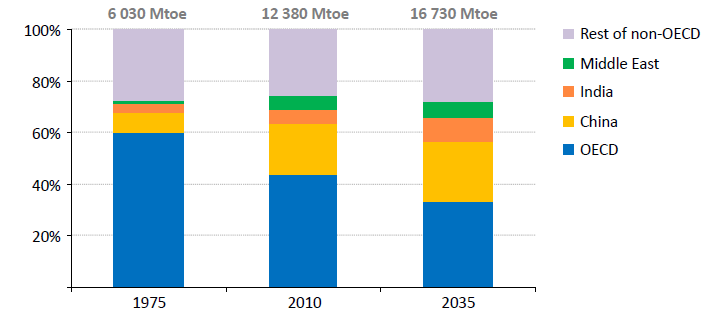 6 030 Mtoe
12 380 Mtoe
16 730 Mtoe
100%
80%
60%
40%
20%
1975
2010
2035
Rest of non-OECD
Middle East
India
China
OECD